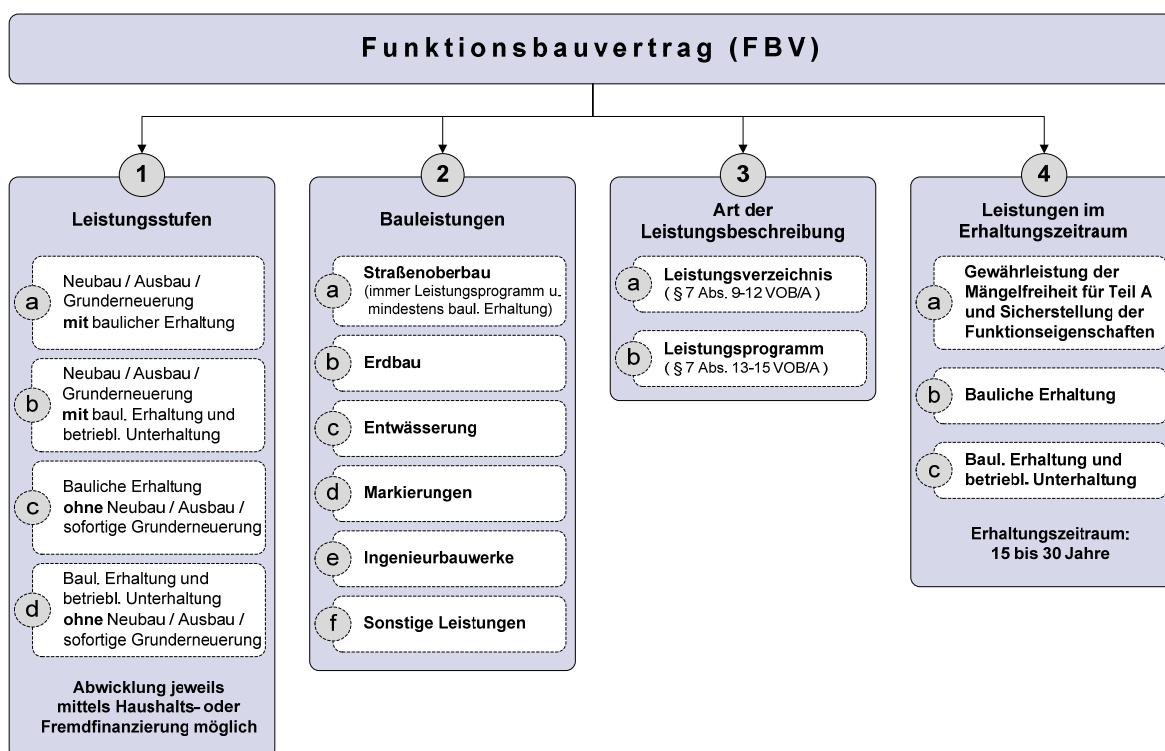 Funktionsbauvertrag (FBV)
1
Leistungsstufen
a
Neubau / Ausbau /
Grunderneuerung
mit baulicher Erhaltung
b
Neubau / Ausbau /
Grunderneuerung
mit baul. Erhaltung und
betriebl. Unterhaltung
c
Bauliche Erhaltung
ohne Neubau / Ausbau /
sofortige Grunderneuerung
d
Baul. Erhaltung und
betriebl. Unterhaltung
ohne Neubau / Ausbau /
sofortige Grunderneuerung
Abwicklung jeweils
mittels Haushalts- oder
Fremdfinanzierung möglich
2
Bauleistungen
a
Straßenoberbau
(immer Leistungsprogramm u.
mindestens baul. Erhaltung)
b
Erdbau
c
Entwässerung
d
Markierungen
e
Ingenieurbauwerke
f
Sonstige Leistungen
3
Art der
Leistungsbeschreibung
a
Leistungsverzeichnis
( § 7 Abs. 9-12 VOB/A )
b
Leistungsprogramm
( § 7 Abs. 13-15 VOB/A )
4
Leistungen im
Erhaltungszeitraum
a
Gewährleistung der
Mängelfreiheit für Teil A
und Sicherstellung der
Funktionseigenschaften
b
Bauliche Erhaltung
c
Baul. Erhaltung und
betriebl. Unterhaltung
Erhaltungszeitraum:
15 bis 30 Jahre